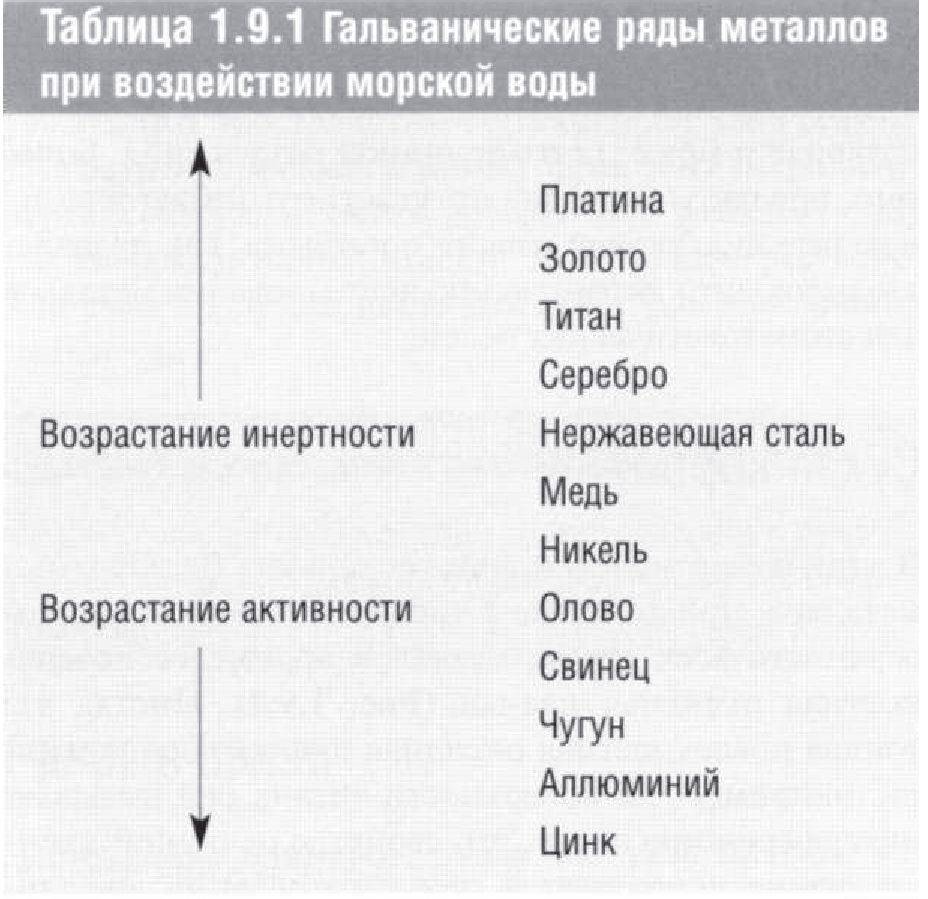 Таблица 1.9.1 Гальванические ряды металлов
при воздействии морской воды
Платина
Золото
Титан
Серебро
Возрастание инертности Нержавеющая сталь
Медь
Никель
Возрастание активности Олово
Свинец
Чугун
Аллюминий
Цинк